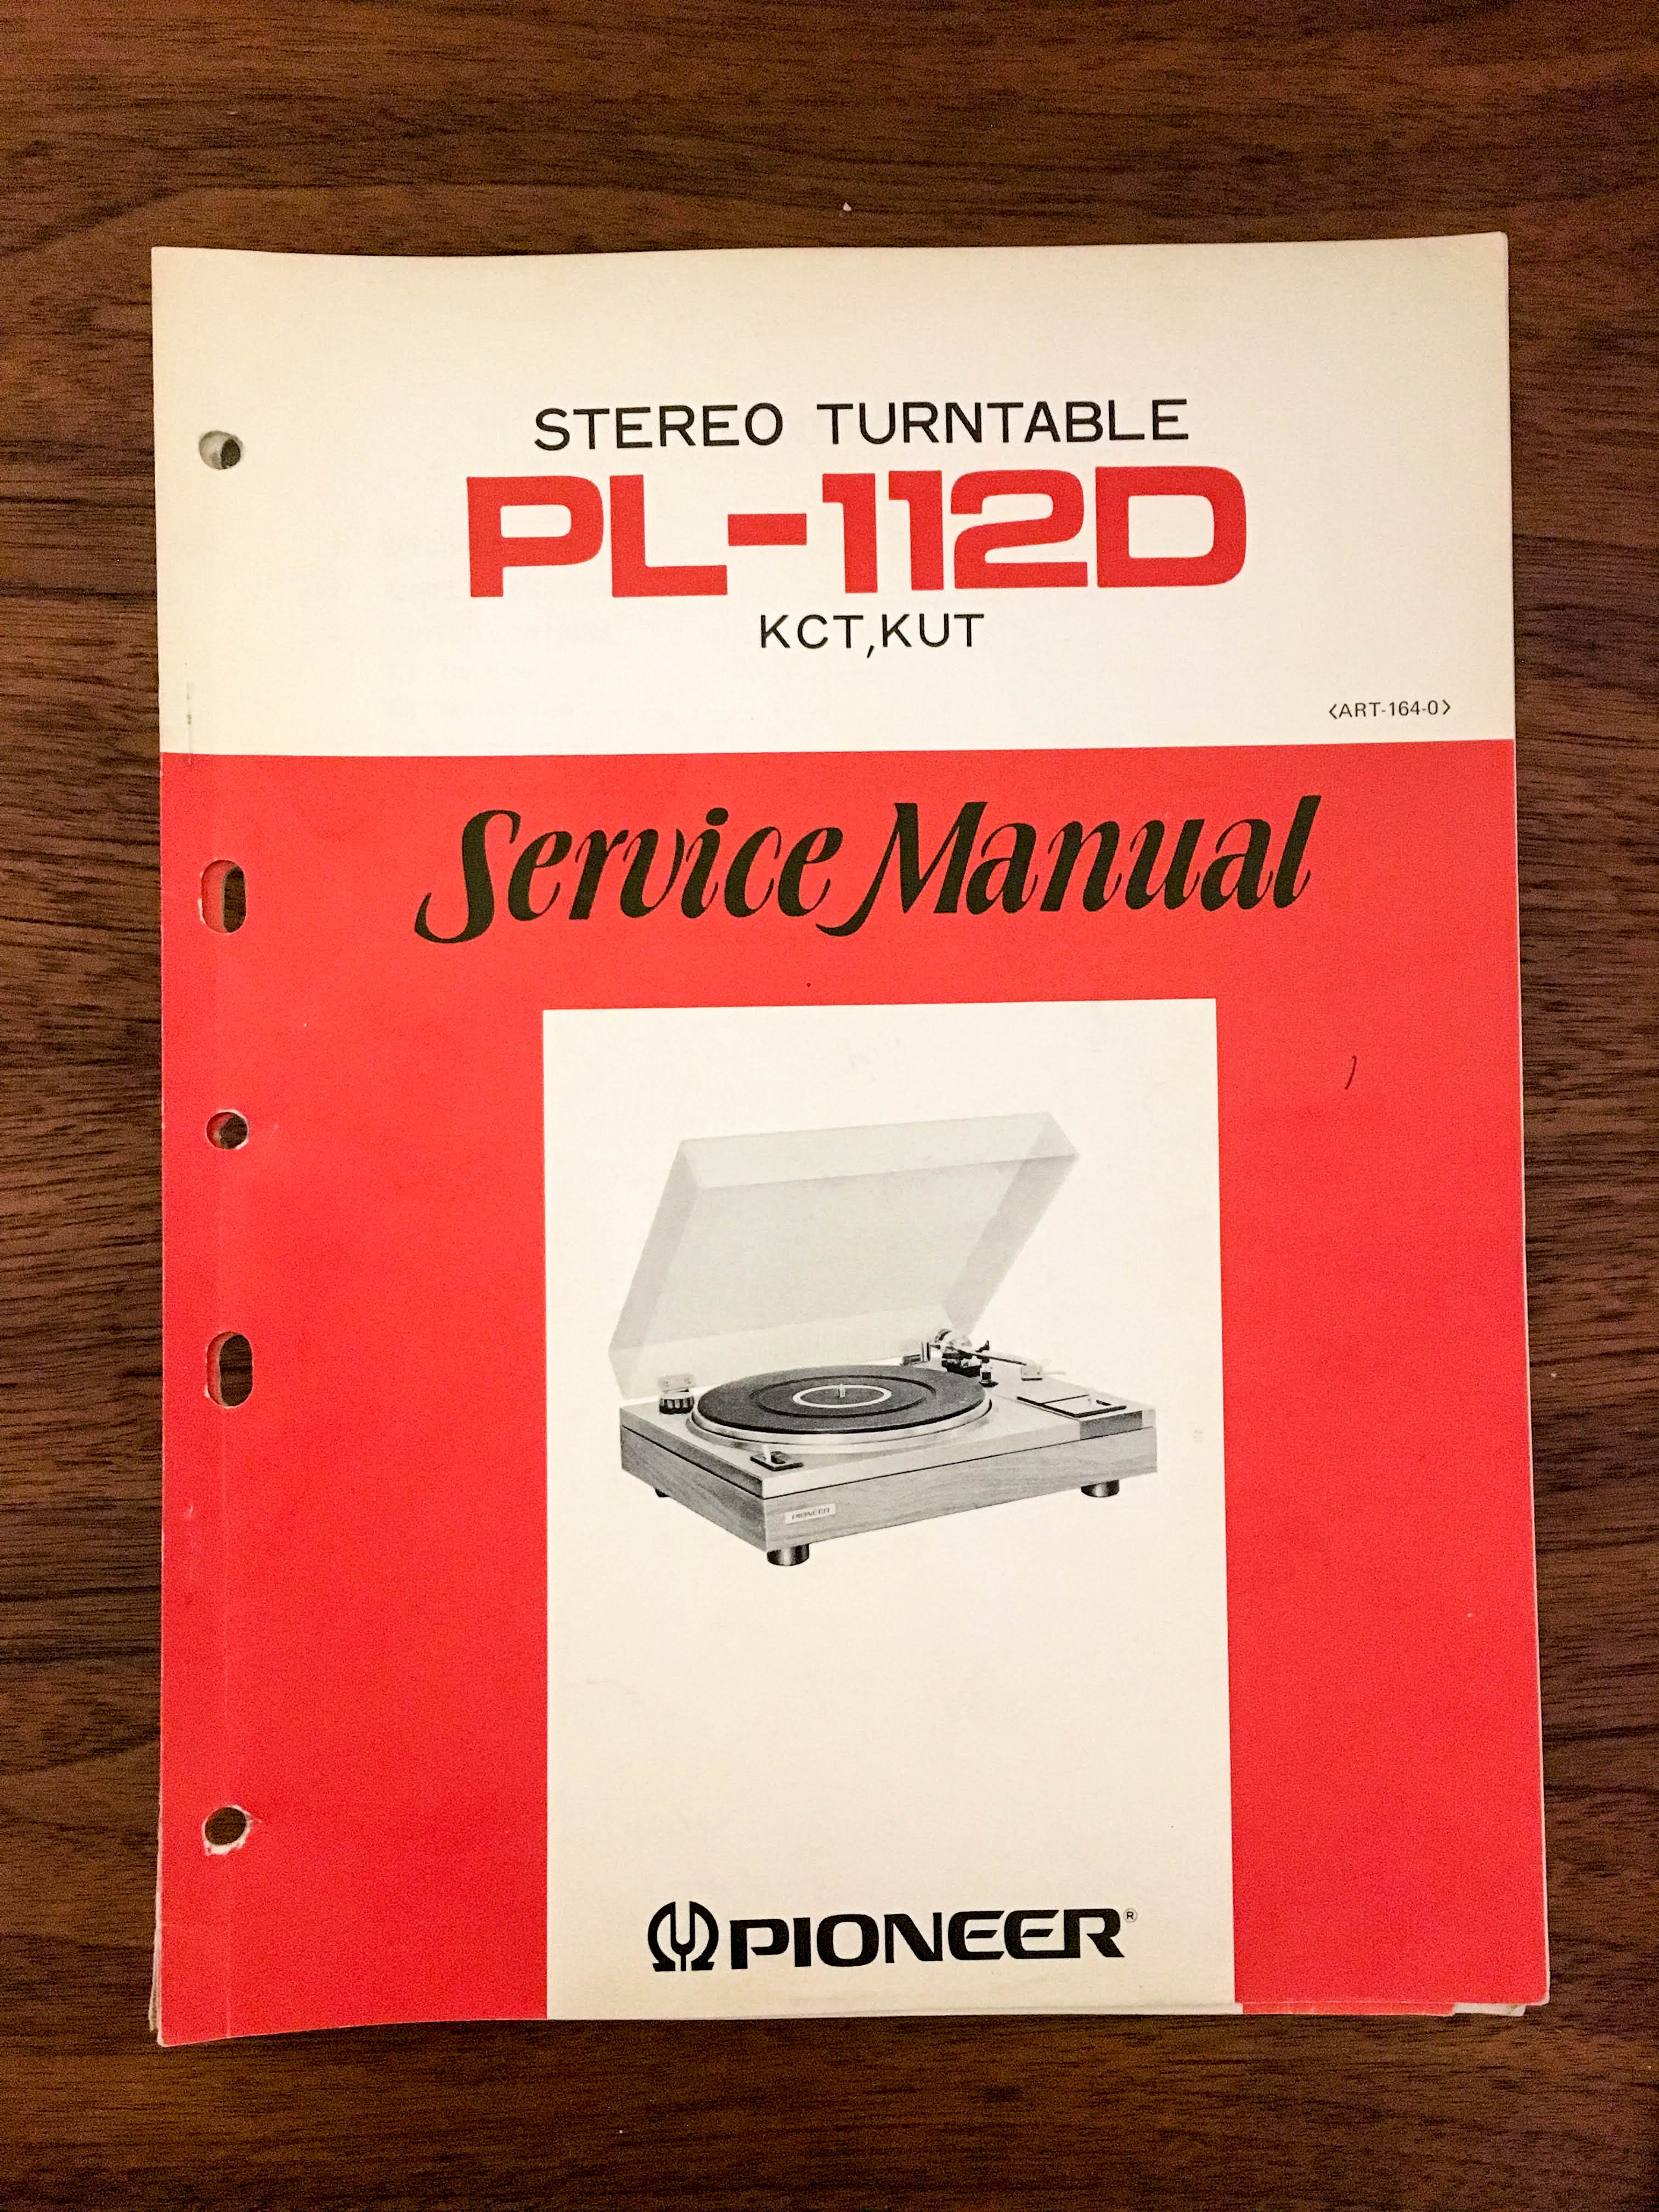 STEREO TURNTABLE
PL-112D
KCT,KUT
<ART-164-0>
Service Manual
PIONEER
PIONEER®